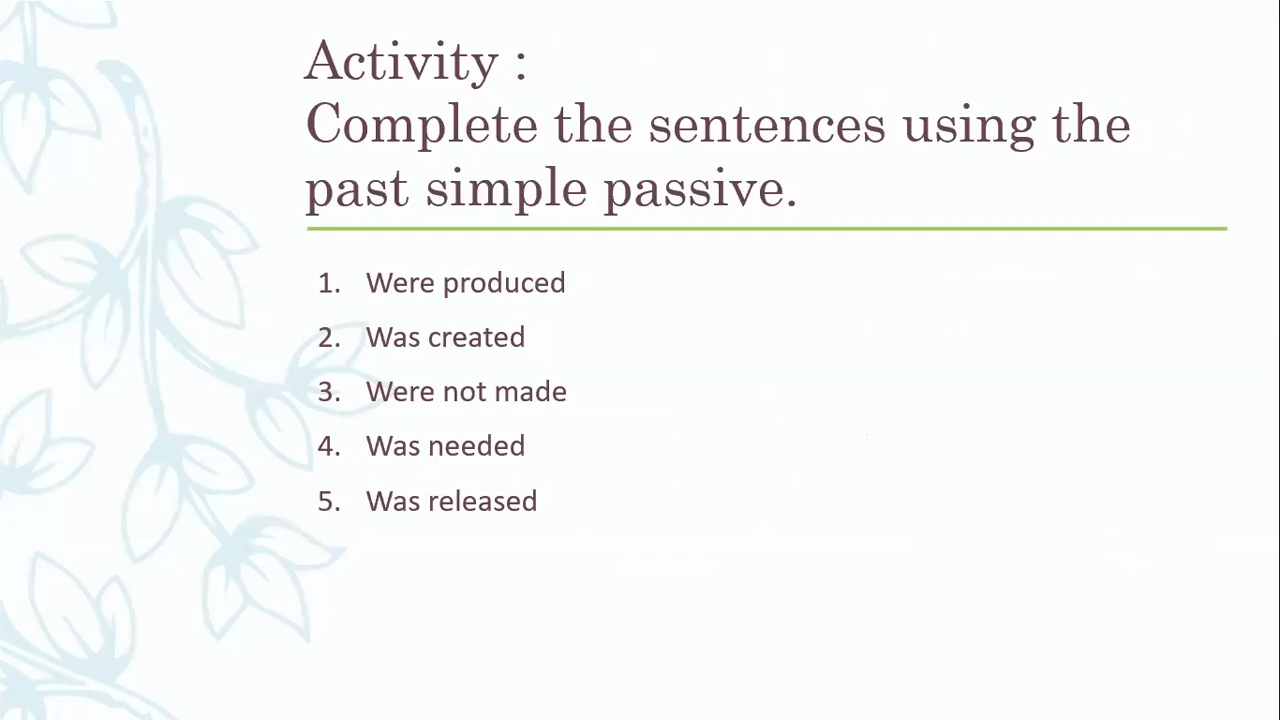 Activity :
Complete the sentences using the
past simple passive.
1. Were produced
2. Was created
3. Were not made
4. Was needed
5. Was released